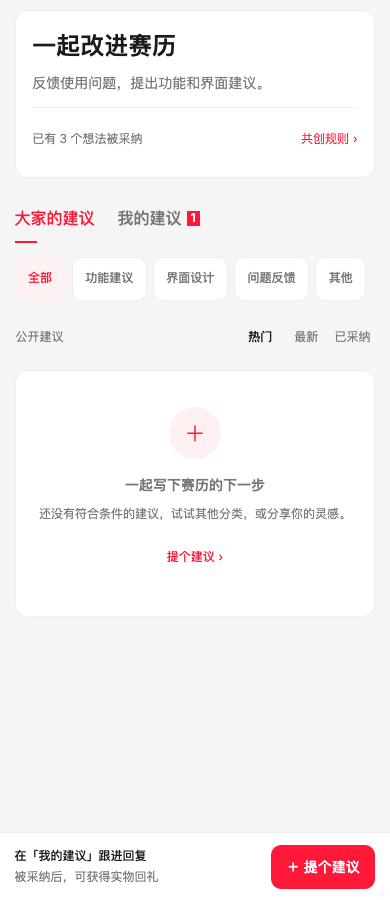 一起改进赛历
反馈使用问题，提出功能和界面建议。
已有 3 个想法被采纳 共创规则 ›
大家的建议 我的建议 1
全部 功能建议 界面设计 问题反馈 其他
公开建议 热门 最新 已采纳
一起写下赛历的下一步
还没有符合条件的建议，试试其他分类，或分享你的灵感。
提个建议 ›
在「我的建议」跟进回复
被采纳后，可获得实物回礼
＋ 提个建议